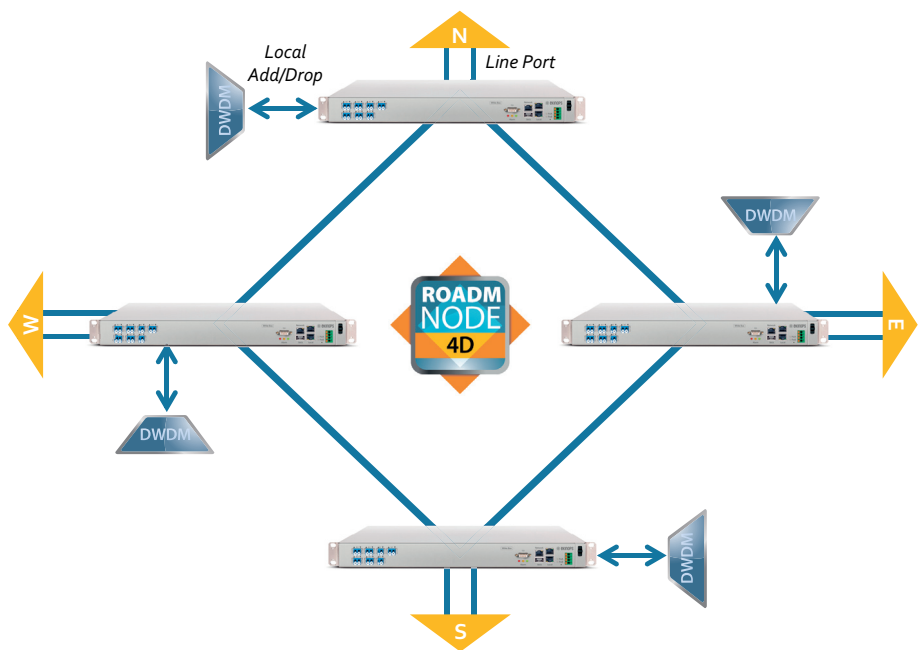 N
Local
Add/Drop
Line Port
DWDM
DWDM
ROADM
NODE
4D
W
E
DWDM
DWDM
S